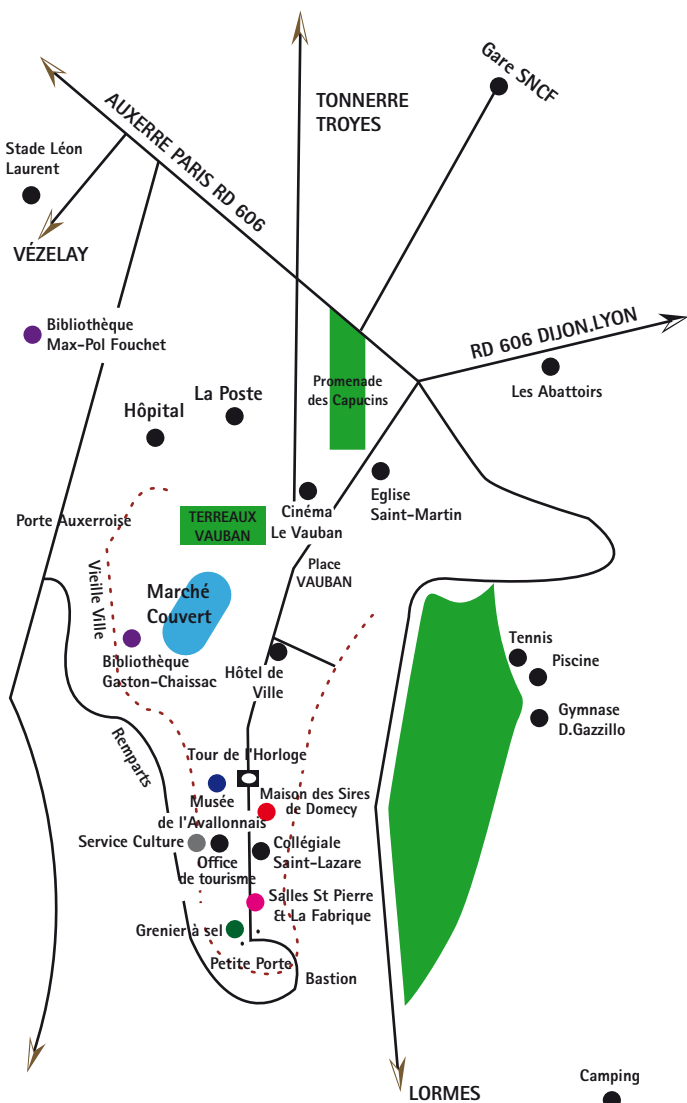 Gare SNCF
TONNERRE
TROYES
AUXERRE PARIS RD 606
Stade Léon
Laurent
VÉZELAY
RD 606 DIJON.LYON
Bibliothèque
Max-Pol Fouchet
Promenade
des Capucins
Les Abattoirs
La Poste
Hôpital
Eglise
Saint-Martin
Cinéma
Le Vauban
TERREAUX
VAUBAN
Porte Auxerroise
Place
VAUBAN
Vieille Ville
Marché
Couvert
Tennis
Piscine
Bibliothèque
Gaston-Chaissac
Hôtel de
Ville
Gymnase
D.Gazzillo
Remparts
Tour de l'Horloge
Maison des Sires
de Domecy
Musée
de l'Avallonnais
Service Culture
Office
de tourisme
Collégiale
Saint-Lazare
Salles St Pierre
& La Fabrique
Grenier à sel
Petite Porte
Bastion
Camping
LORMES